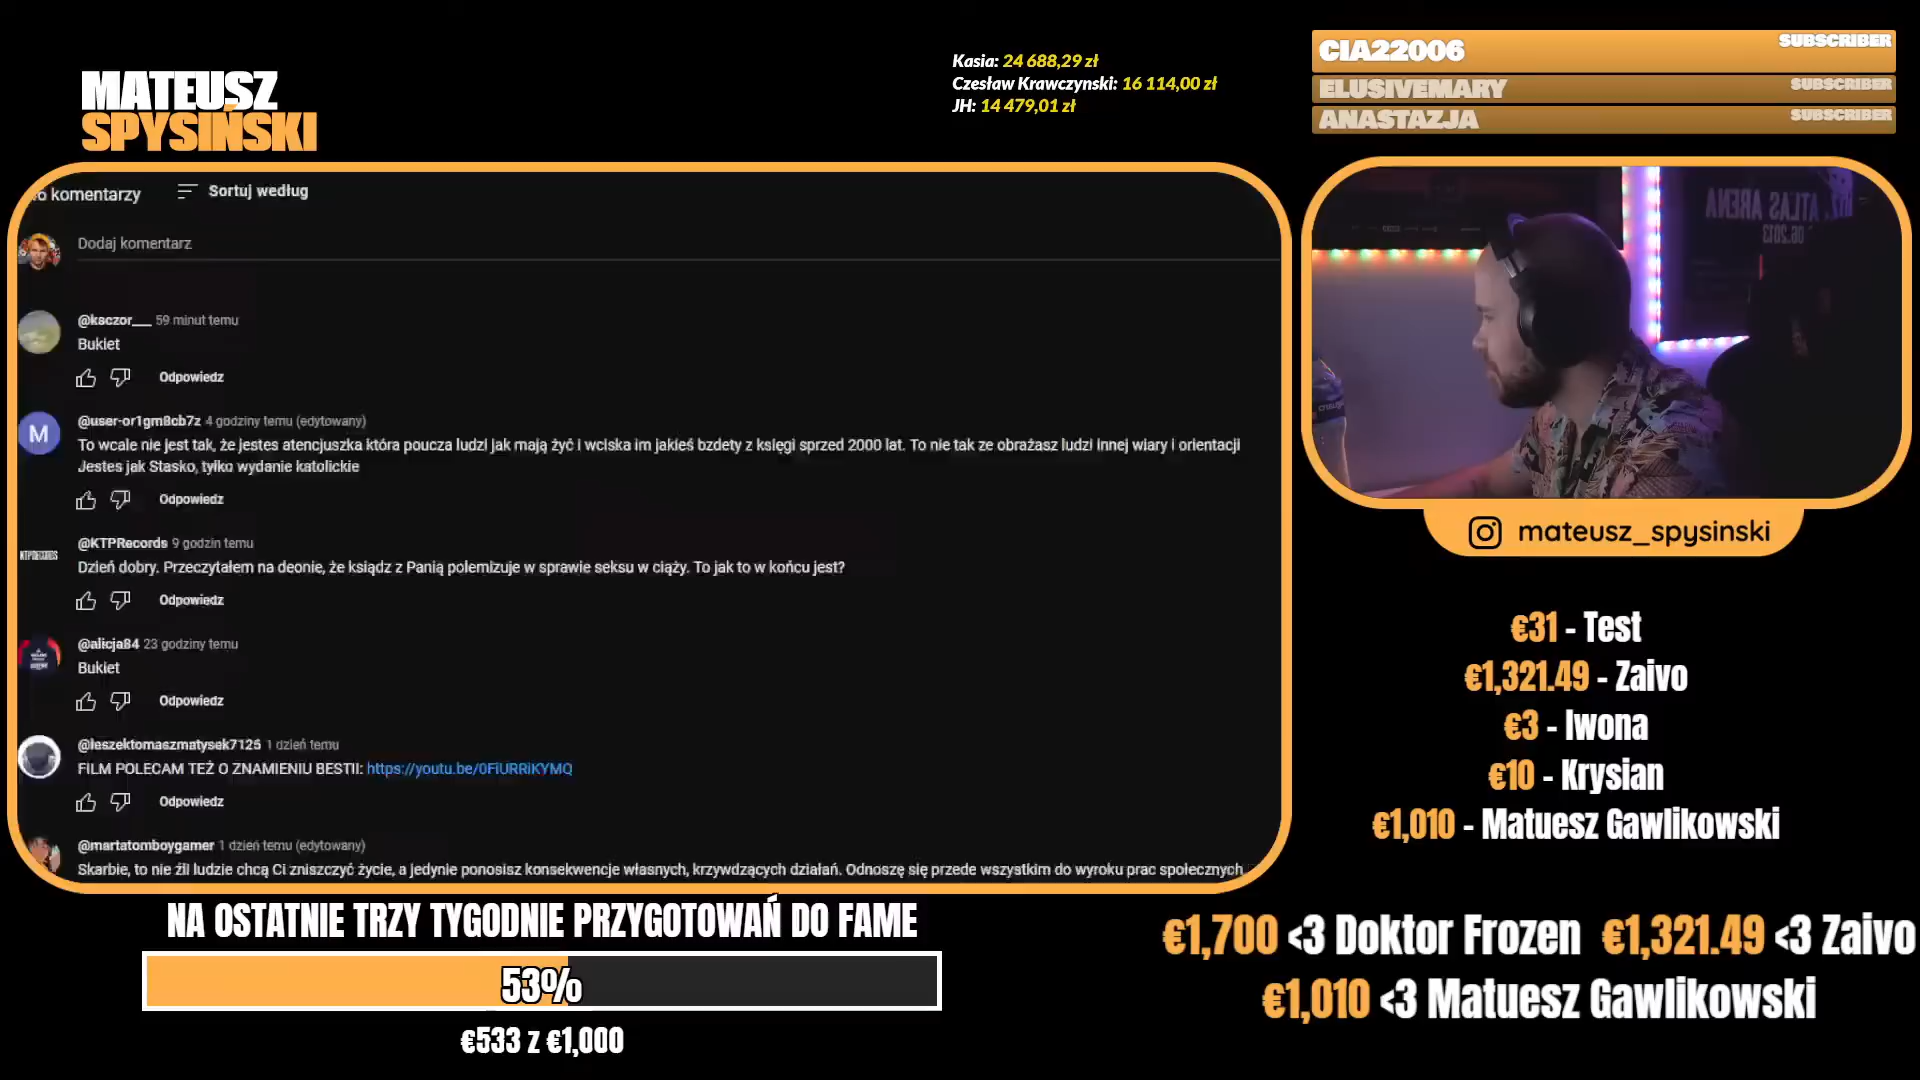 MATEUSZ
SPYSIŃSKI
Kasia: 24 688,29 zł
Czesław Krawczynski: 16 114,00 zł
JH: 14 479,01 zł
CIA22006 SUBSCRIBER
ELUSIVEMARY SUBSCRIBER
ANASTAZJA SUBSCRIBER
komentarzy Sortuj według
Dodaj komentarz
@kaczor___ 59 minut temu
Bukiet
Odpowiedz
M
@user-or1gm8cb7z 4 godziny temu (edytowany)
To wcale nie jest tak, że jestes atencjuszka która poucza ludzi jak mają żyć i wciska im jakieś bzdety z księgi sprzed 2000 lat. To nie tak ze obrażasz ludzi innej wiary i orientacji
Jestes jak Stasko, tylko wydanie katolickie
Odpowiedz
KTPRECORDS
@KTPRecords 9 godzin temu
Dzień dobry. Przeczytałem na deonie, że ksiądz z Panią polemizuje w sprawie seksu w ciąży. To jak to w końcu jest?
Odpowiedz
@alicja84 23 godziny temu
Bukiet
Odpowiedz
@leszektomaszmatysek7125 1 dzień temu
FILM POLECAM TEŻ O ZNAMIENIU BESTII: https://youtu.be/0FiURRiKYMQ
Odpowiedz
@martatomboygamer 1 dzień temu (edytowany)
Skarbie, to nie źli ludzie chcą Ci zniszczyć życie, a jedynie ponosisz konsekwencje własnych, krzywdzących działań. Odnoszę się przede wszystkim do wyroku prac społecznych
ATLAS ARENA
06.2013
mateusz_spysinski
€31 - Test
€1,321.49 - Zaivo
€3 - Iwona
€10 - Krysian
€1,010 - Matuesz Gawlikowski
NA OSTATNIE TRZY TYGODNIE PRZYGOTOWAŃ DO FAME
53%
€533 z €1,000
€1,700 <3 Doktor Frozen €1,321.49 <3 Zaivo
€1,010 <3 Matuesz Gawlikowski